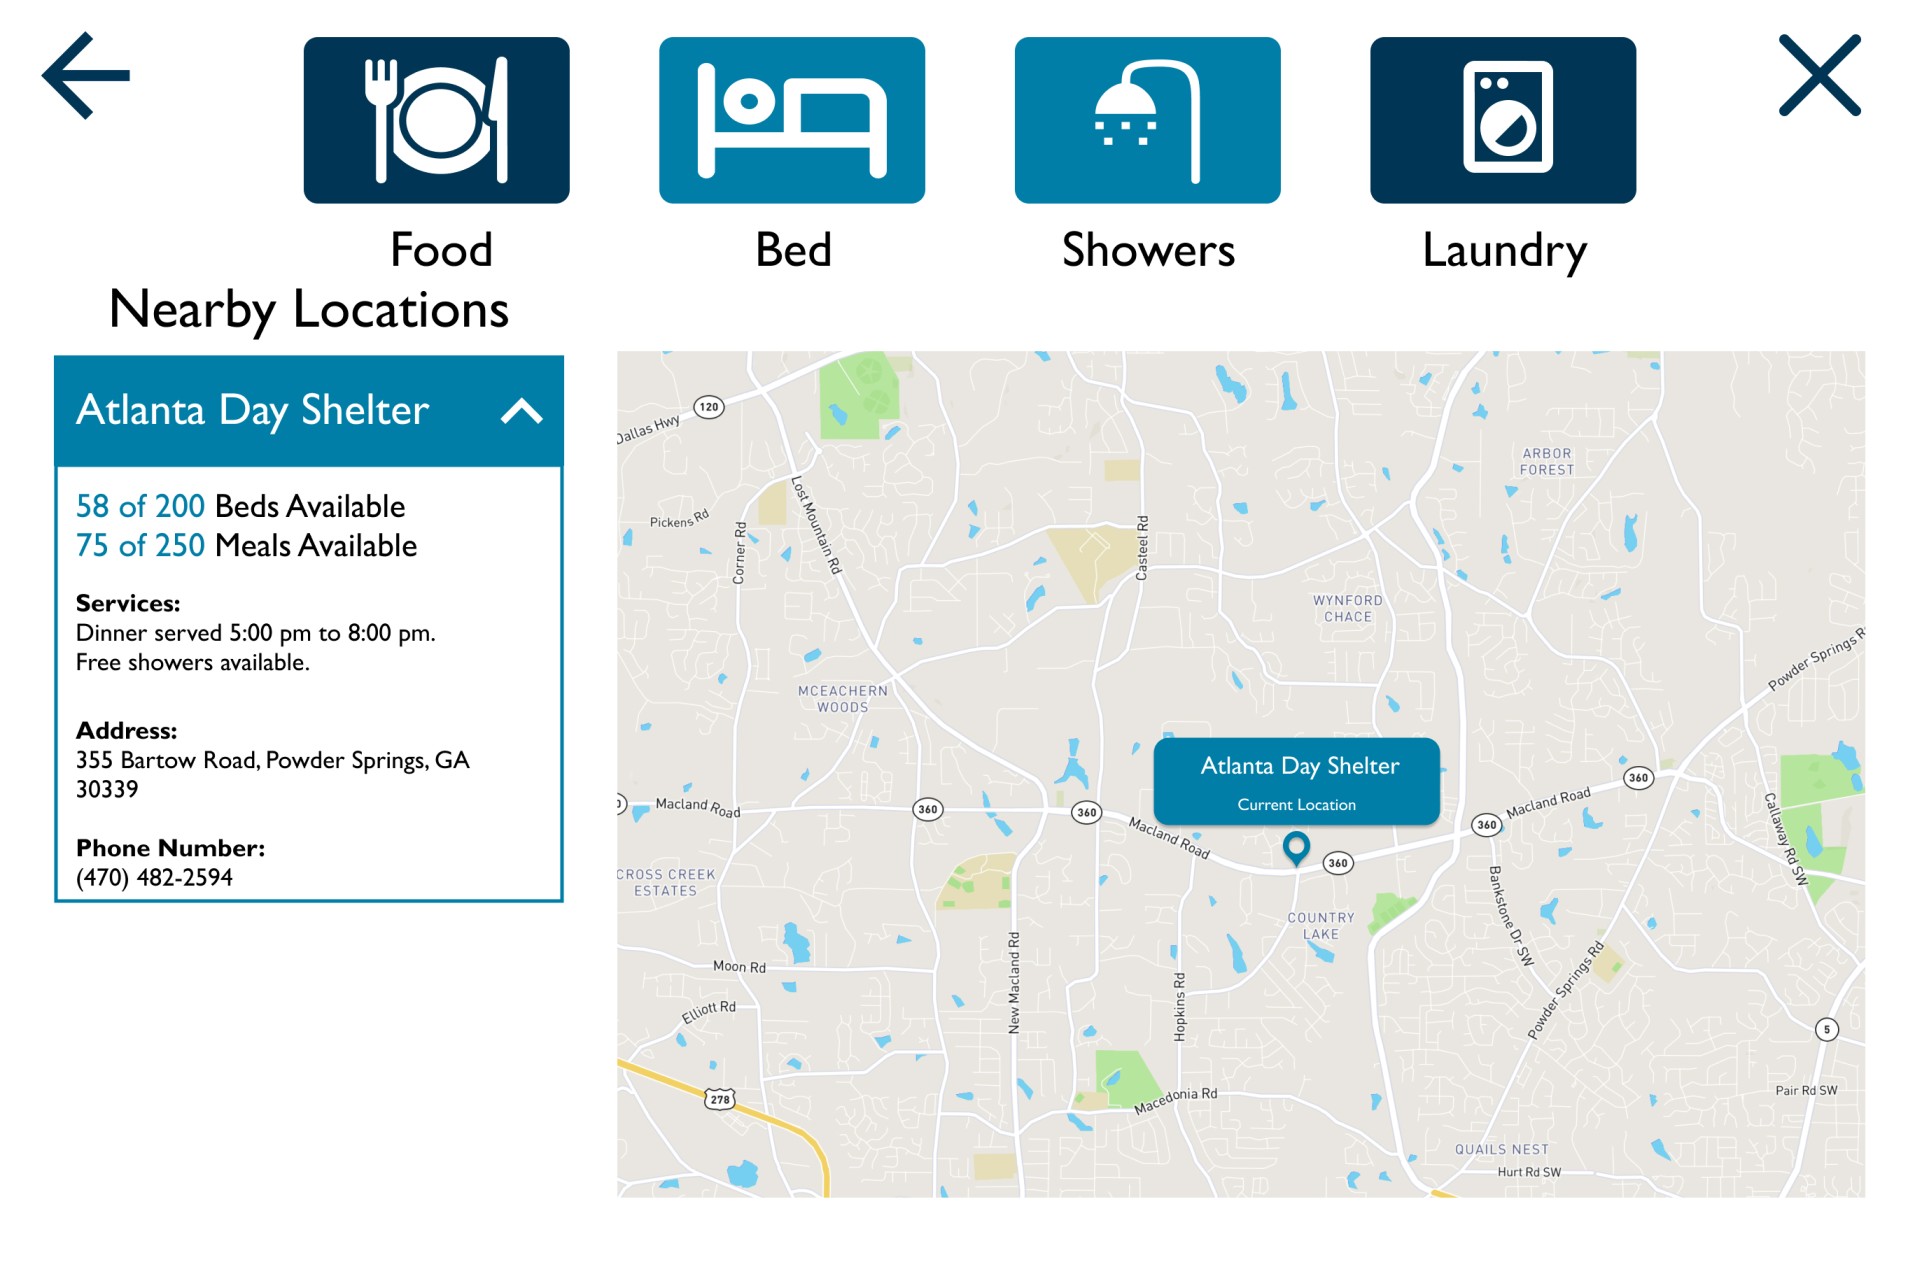 Food
Bed
Showers
Laundry
Nearby Locations
Atlanta Day Shelter
58 of 200 Beds Available
75 of 250 Meals Available
Services:
Dinner served 5:00 pm to 8:00 pm.
Free showers available.
Address:
355 Bartow Road, Powder Springs, GA
30339
Phone Number:
(470) 482-2594
120
Dallas Hwy
ARBOR
FOREST
Lost Mountain Rd
Pickens Rd
Corner Rd
Casteel Rd
WYNFORD
CHACE
Powder Springs R
MCEACHERN
WOODS
Atlanta Day Shelter
Current Location
360
Macland Road
360
360
Macland Road
360
Macland Road
360
Callaway Rd SW
CROSS CREEK
ESTATES
Bankstone Dr SW
COUNTRY
LAKE
New Macland Rd
Moon Rd
Hopkins Rd
Powder Springs Rd
Elliott Rd
5
278
Macedonia Rd
Pair Rd SW
QUAILS NEST
Hurt Rd SW